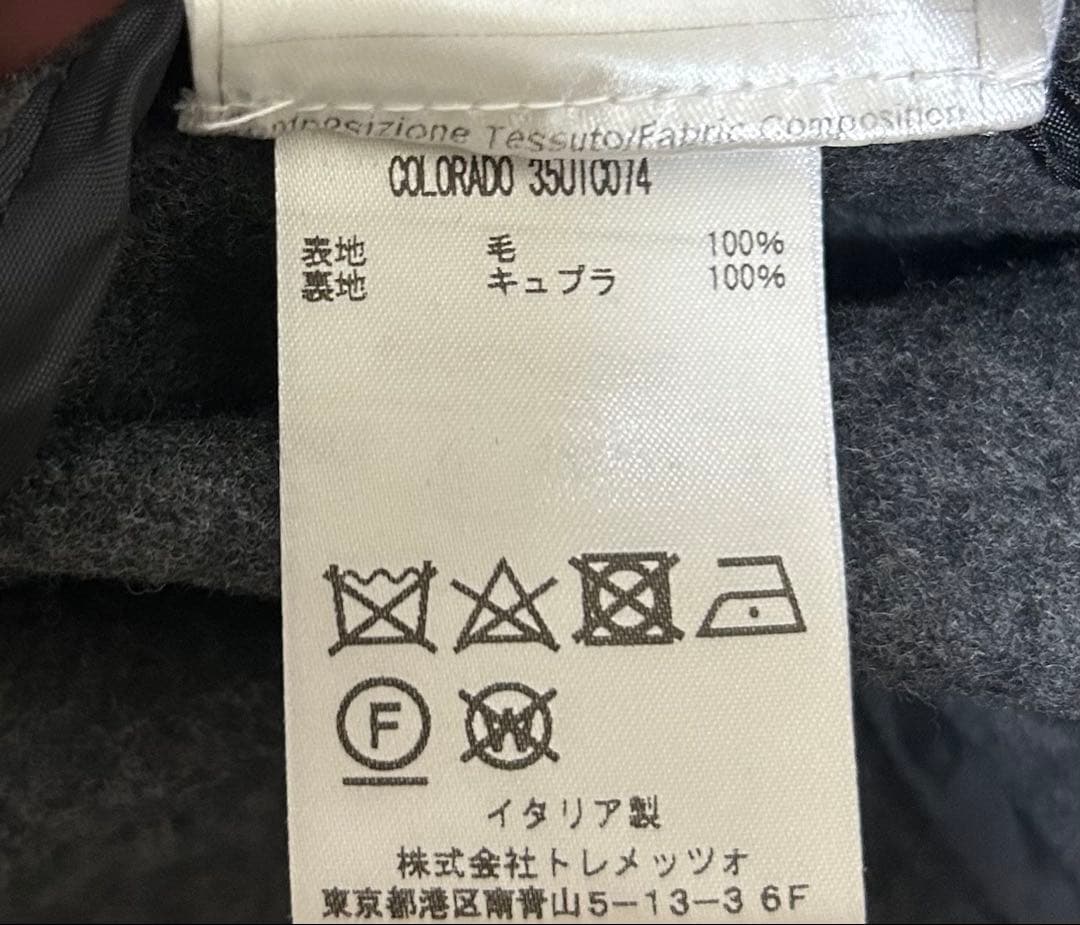 Composizione Tessuto/Fabric Composition
COLORADO 35UTC074
表地 毛 100%
裏地 キュプラ 100%
F W
イタリア製
株式会社トレメッツォ
東京都港区南青山5-13-3 6F